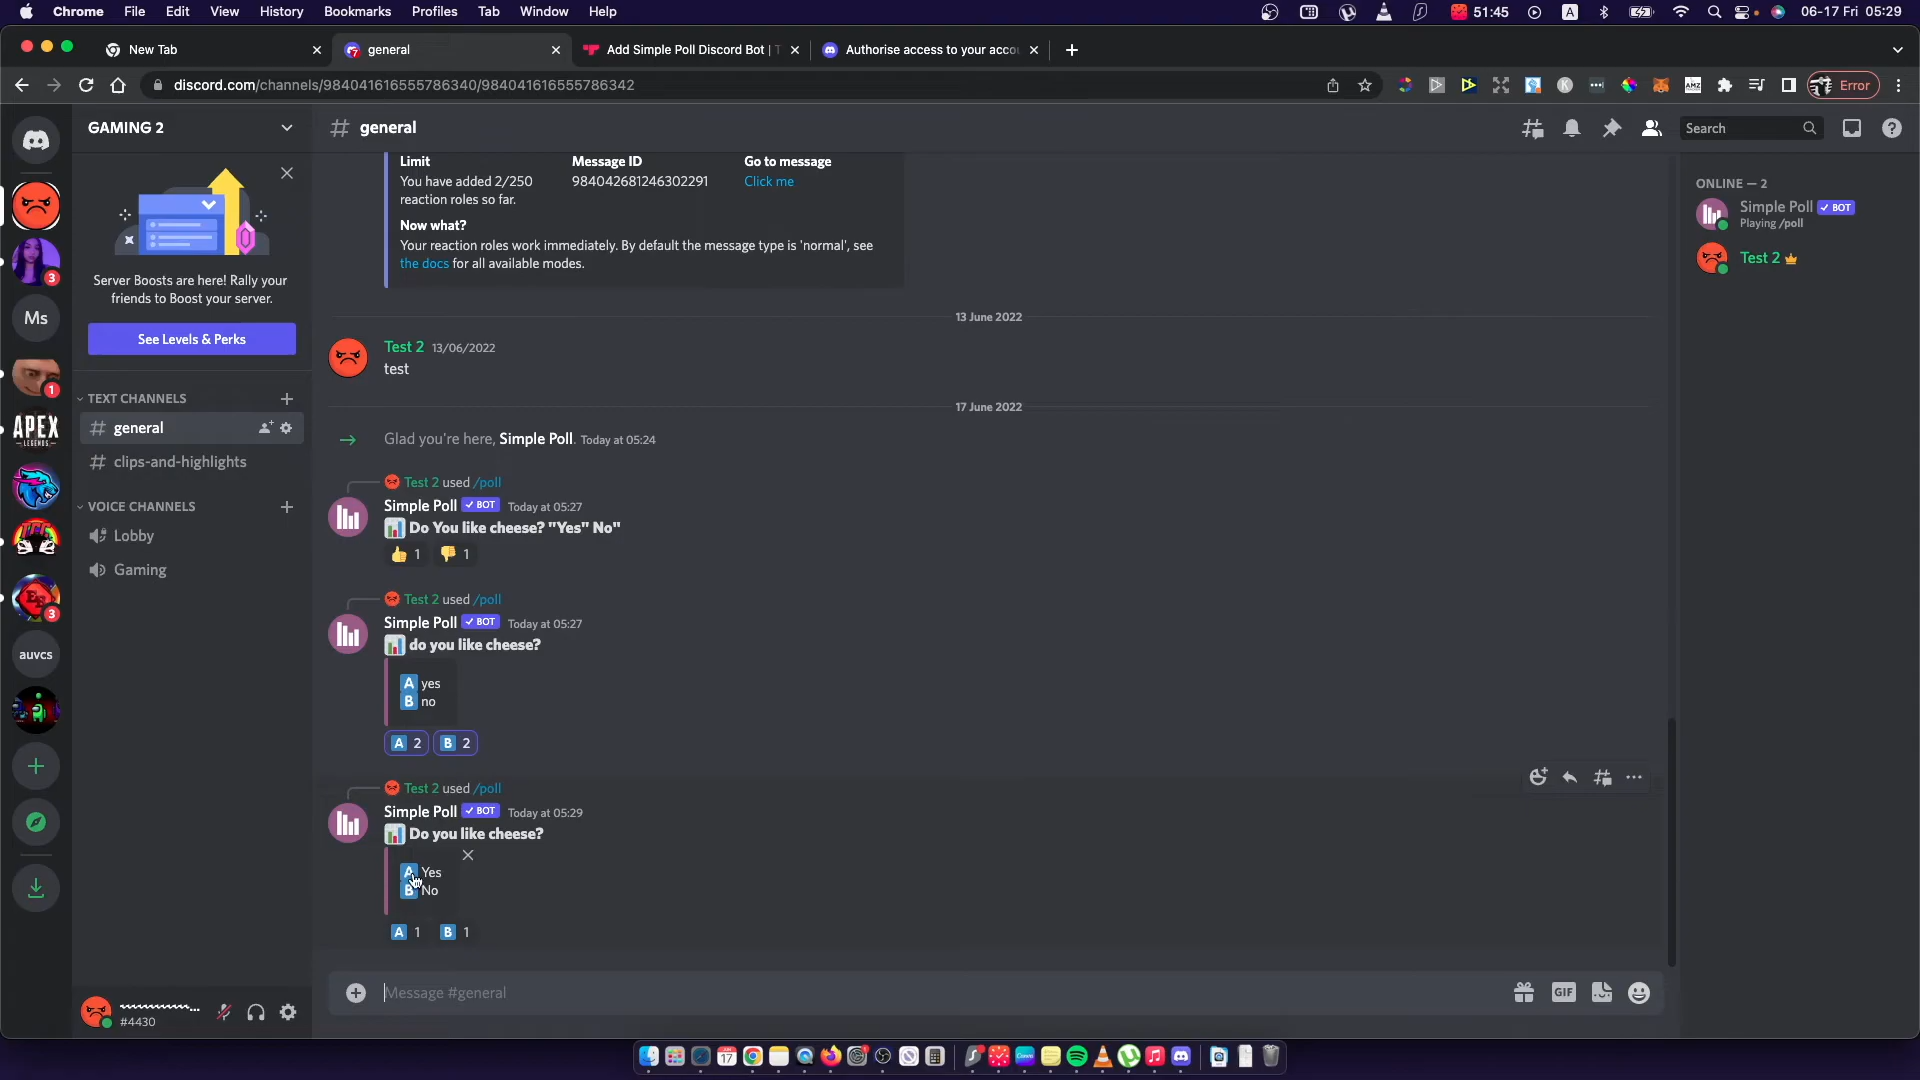 Chrome File Edit View History Bookmarks Profiles Tab Window Help 51:45 A 06-17 Fri 05:29
New Tab general Add Simple Poll Discord Bot | T Authorise access to your acco
discord.com/channels/984041616555786340/984041616555786342 K AMZ Error
GAMING 2
# general
Search
Server Boosts are here! Rally your
friends to Boost your server.
See Levels & Perks
TEXT CHANNELS
# general
# clips-and-highlights
VOICE CHANNELS
Lobby
Gaming
3
Ms
1
APEX
LEGENDS
3
auvcs
#4430
Limit Message ID Go to message
You have added 2/250 984042681246302291 Click me
reaction roles so far.
Now what?
Your reaction roles work immediately. By default the message type is 'normal', see
the docs for all available modes.
13 June 2022
Test 2 13/06/2022
test
17 June 2022
Glad you're here, Simple Poll. Today at 05:24
Test 2 used /poll
Simple Poll ✓ BOT Today at 05:27
📊 Do You like cheese? "Yes" No"
👍 1 👎 1
Test 2 used /poll
Simple Poll ✓ BOT Today at 05:27
📊 do you like cheese?
A yes
B no
A 2 B 2
Test 2 used /poll
Simple Poll ✓ BOT Today at 05:29
📊 Do you like cheese?
A Yes
B No
A 1 B 1
Message #general
GIF
ONLINE — 2
Simple Poll ✓ BOT
Playing /poll
Test 2
17